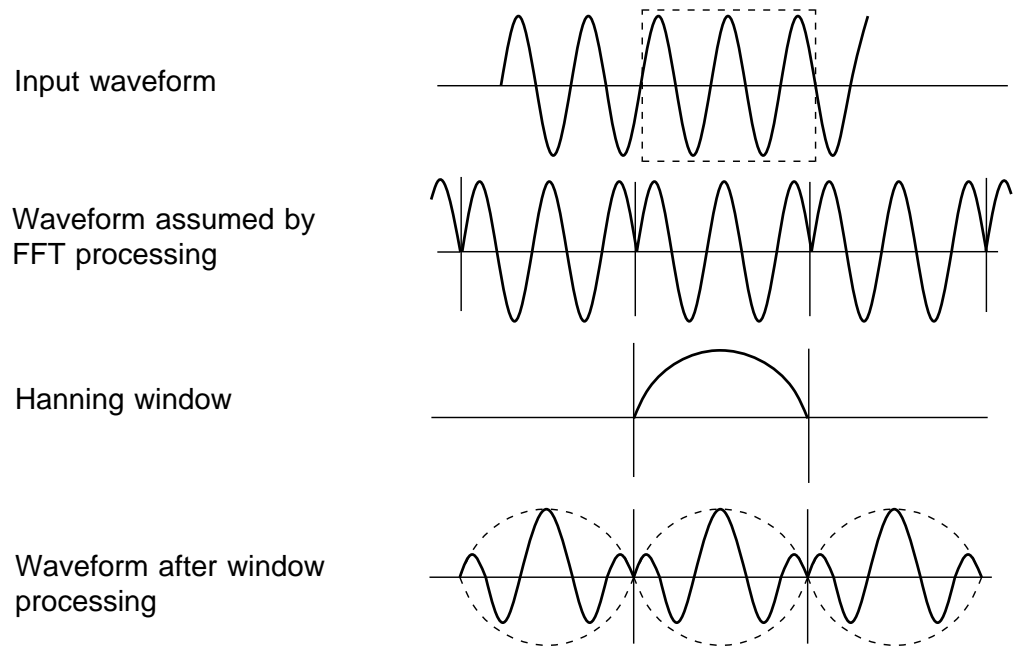 Input waveform
Waveform assumed by
FFT processing
Hanning window
Waveform after window
processing